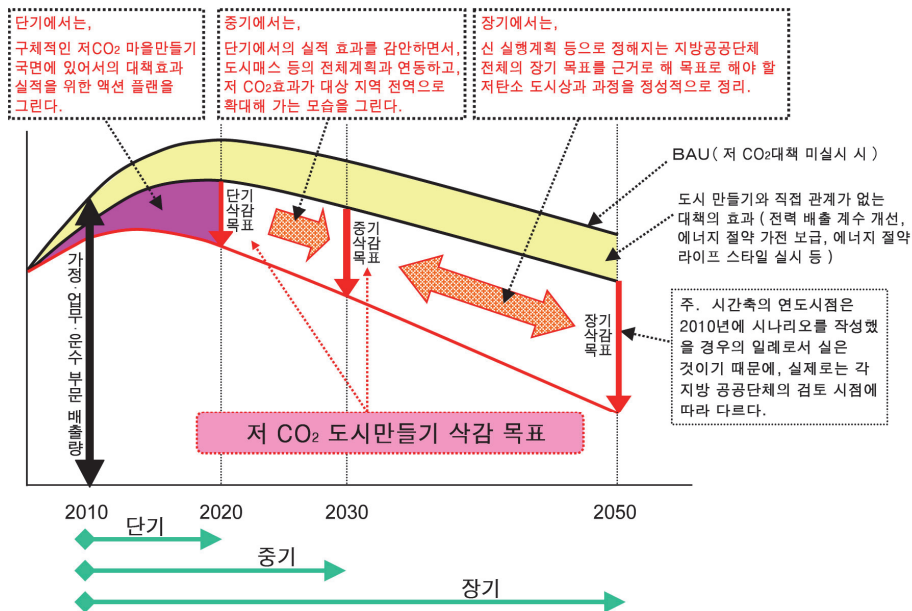 단기에서는,
구체적인 저CO2 마을만들기
국면에 있어서의 대책효과
실적을 위한 액션 플랜을
그린다.
중기에서는,
단기에서의 실적 효과를 감안하면서,
도시매스 등의 전체계획과 연동하고,
저 CO2효과가 대상 지역 전역으로
확대해 가는 모습을 그린다.
장기에서는,
신 실행계획 등으로 정해지는 지방공공단체
전체의 장기 목표를 근거로 해 목표로 해야 할
저탄소 도시상과 과정을 정성적으로 정리.
BAU( 저 CO2대책 미실시 시 )
도시 만들기와 직접 관계가 없는
대책의 효과 ( 전력 배출 계수 개선,
에너지 절약 가전 보급, 에너지 절약
라이프 스타일 실시 등 )
단기
삭감
목표
중기
삭감
목표
장기
삭감
목표
주. 시간축의 연도시점은
2010년에 시나리오를 작성했
을 경우의 일례로서 실은
것이기 때문에, 실제로는 각
지방 공공단체의 검토 시점에
따라 다르다.
가정·업무·운수 부문 배출량
저 CO2 도시만들기 삭감 목표
2010
2020
2030
2050
단기
중기
장기